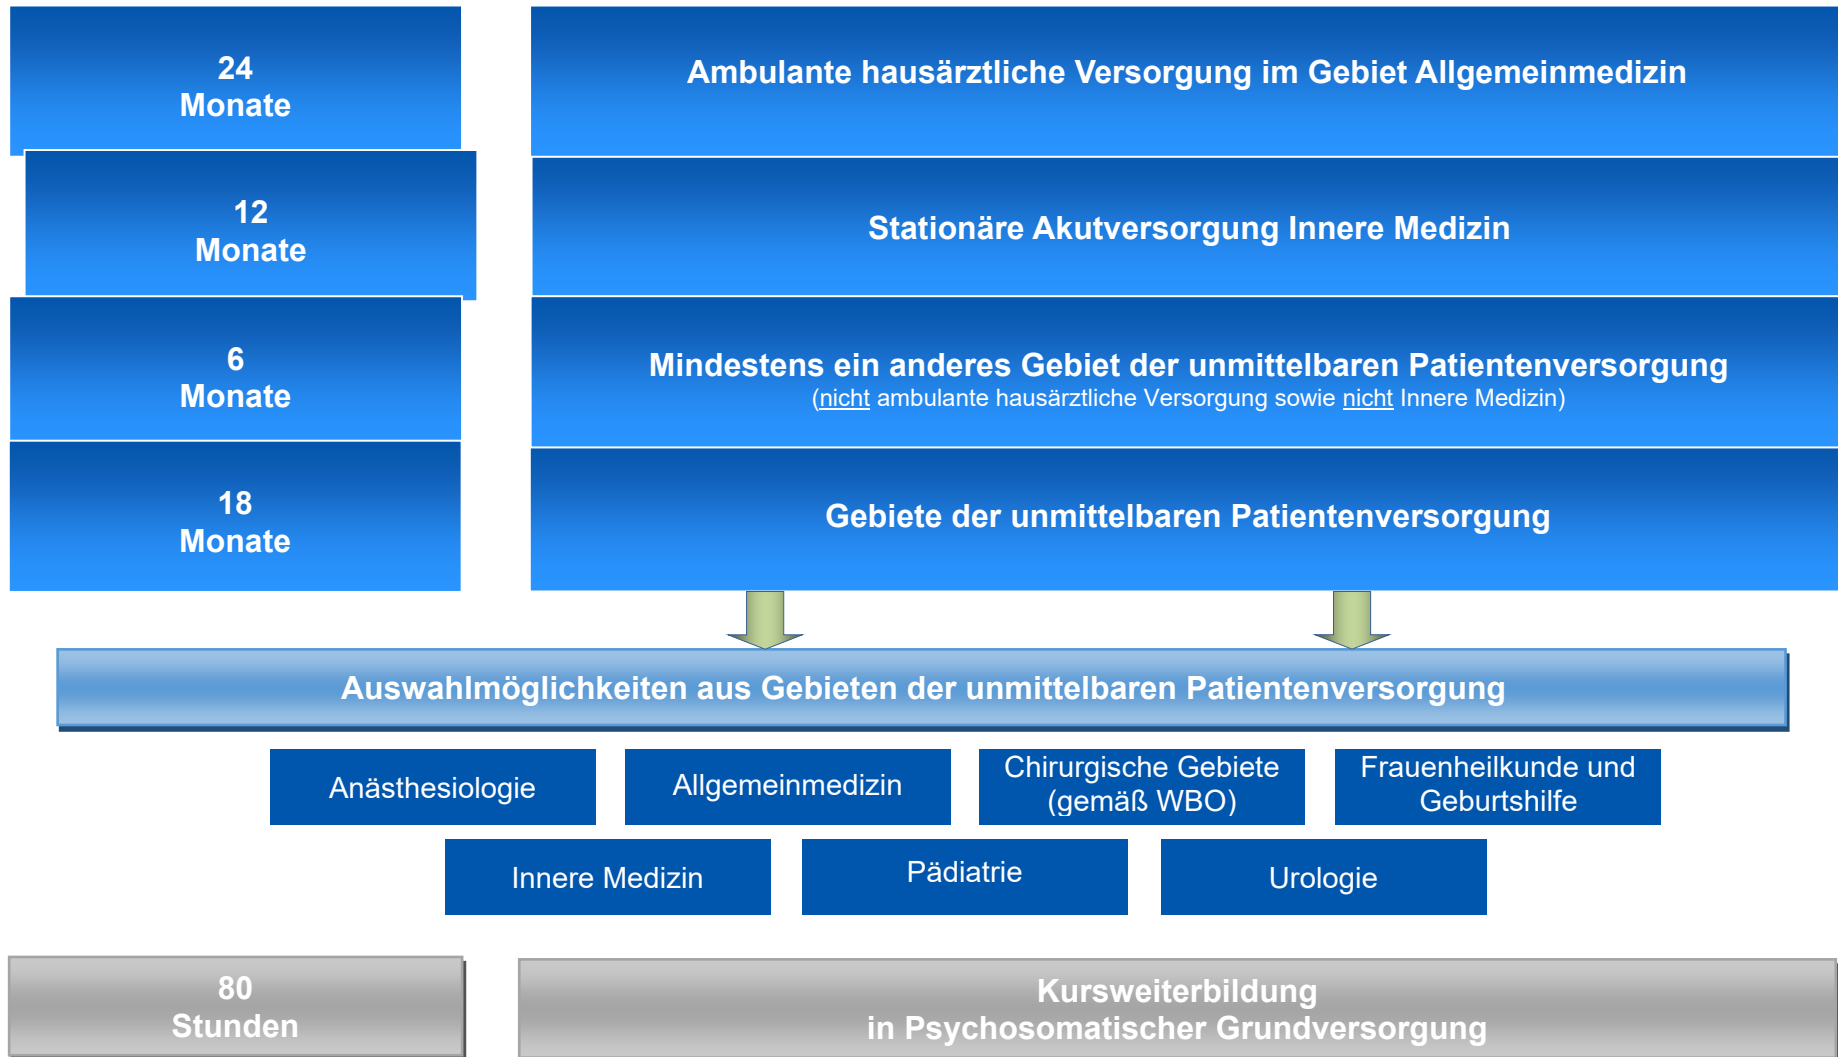 24
Monate
Ambulante hausärztliche Versorgung im Gebiet Allgemeinmedizin
12
Monate
Stationäre Akutversorgung Innere Medizin
6
Monate
Mindestens ein anderes Gebiet der unmittelbaren Patientenversorgung
(nicht ambulante hausärztliche Versorgung sowie nicht Innere Medizin)
18
Monate
Gebiete der unmittelbaren Patientenversorgung
Auswahlmöglichkeiten aus Gebieten der unmittelbaren Patientenversorgung
Anästhesiologie
Allgemeinmedizin
Chirurgische Gebiete
(gemäß WBO)
Frauenheilkunde und
Geburtshilfe
Innere Medizin
Pädiatrie
Urologie
80
Stunden
Kursweiterbildung
in Psychosomatischer Grundversorgung